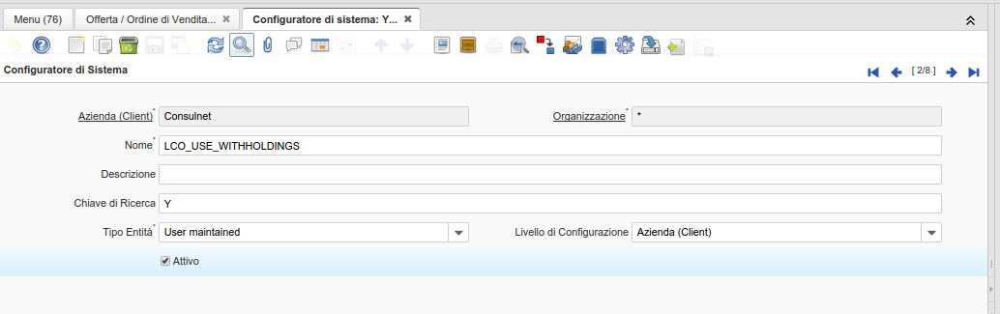 Menu (76) Offerta / Ordine di Vendita... Configuratore di sistema: Y...
Configuratore di Sistema [ 2/8 ]
Azienda (Client)* Consulnet Organizzazione* *
Nome* LCO_USE_WITHHOLDINGS
Descrizione
Chiave di Ricerca Y
Tipo Entità* User maintained Livello di Configurazione Azienda (Client)
Attivo